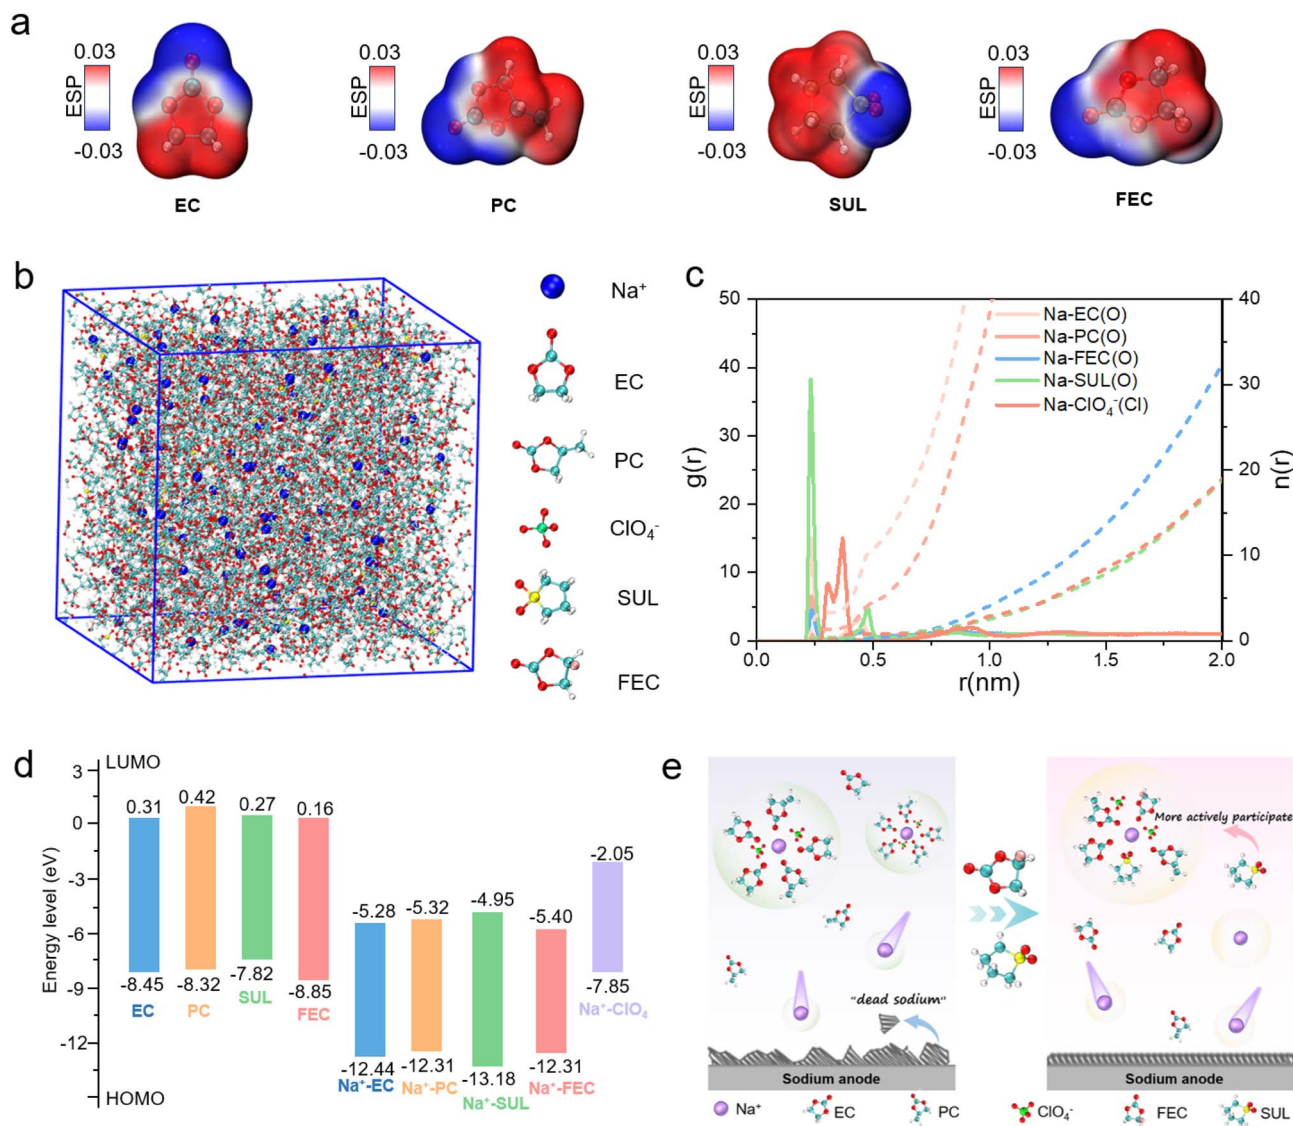 a
0.03
ESP
-0.03
EC
0.03
ESP
-0.03
PC
0.03
ESP
-0.03
SUL
0.03
ESP
-0.03
FEC
b
Na⁺
EC
PC
ClO₄⁻
SUL
FEC
c
50
40
30
20
10
0
g(r)
0.0
0.5
1.0
1.5
2.0
r(nm)
40
30
20
10
0
n(r)
Na-EC(O)
Na-PC(O)
Na-FEC(O)
Na-SUL(O)
Na-ClO₄⁻(Cl)
d
LUMO
3
0
-3
-6
-9
-12
HOMO
Energy level (eV)
0.31
-8.45
EC
0.42
-8.32
PC
0.27
-7.82
SUL
0.16
-8.85
FEC
-5.28
-12.44
Na⁺-EC
-5.32
-12.31
Na⁺-PC
-4.95
-13.18
Na⁺-SUL
-5.40
-12.31
Na⁺-FEC
-2.05
-7.85
Na⁺-ClO₄
e
"dead sodium"
Sodium anode
More actively participate
Sodium anode
Na⁺
EC
PC
ClO₄⁻
FEC
SUL